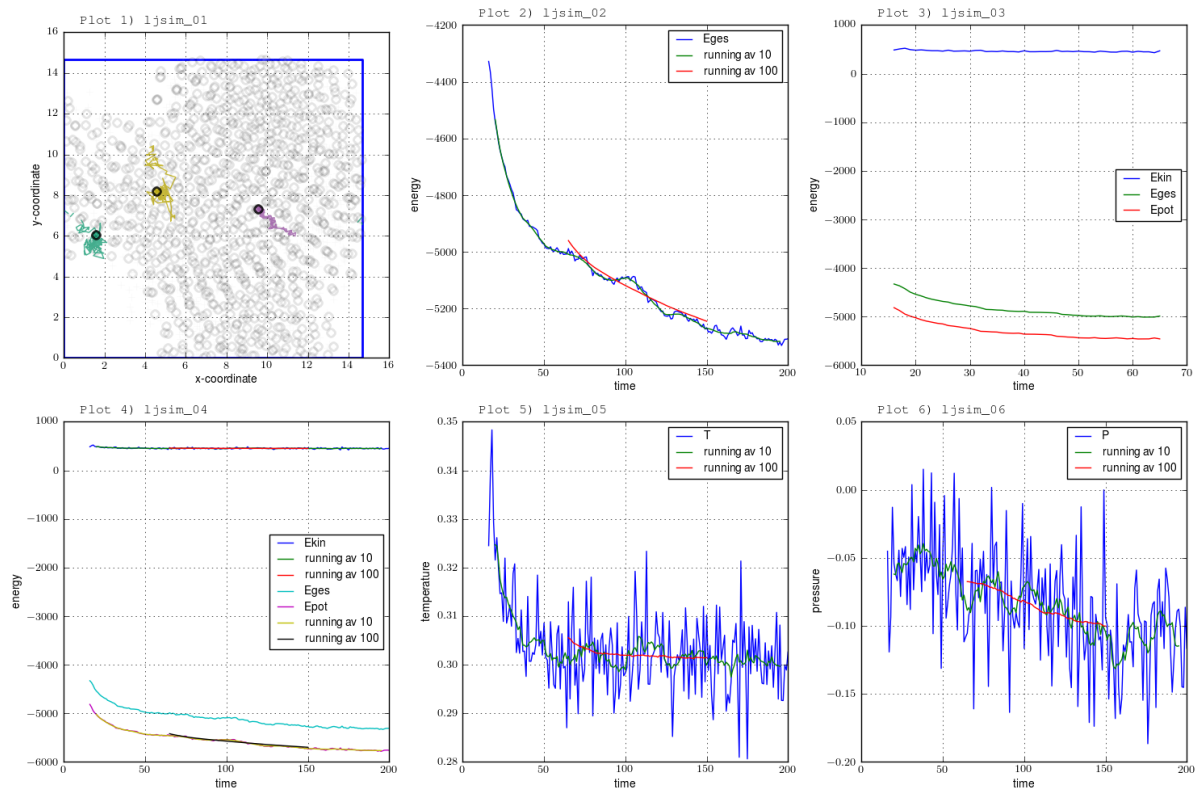 Plot 1) ljsim_01
16
14
12
10
8
6
4
2
0
y-coordinate
0 2 4 6 8 10 12 14 16
x-coordinate
Plot 2) ljsim_02
−4200
−4400
−4600
−4800
−5000
−5200
−5400
energy
Eges
running av 10
running av 100
0 50 100 150 200
time
Plot 3) ljsim_03
1000
0
−1000
−2000
−3000
−4000
−5000
−6000
energy
Ekin
Eges
Epot
10 20 30 40 50 60 70
time
Plot 4) ljsim_04
1000
0
−1000
−2000
−3000
−4000
−5000
−6000
energy
Ekin
running av 10
running av 100
Eges
Epot
running av 10
running av 100
0 50 100 150 200
time
Plot 5) ljsim_05
0.35
0.34
0.33
0.32
0.31
0.30
0.29
0.28
temperature
T
running av 10
running av 100
0 50 100 150 200
time
Plot 6) ljsim_06
0.05
0.00
−0.05
−0.10
−0.15
−0.20
pressure
P
running av 10
running av 100
0 50 100 150 200
time